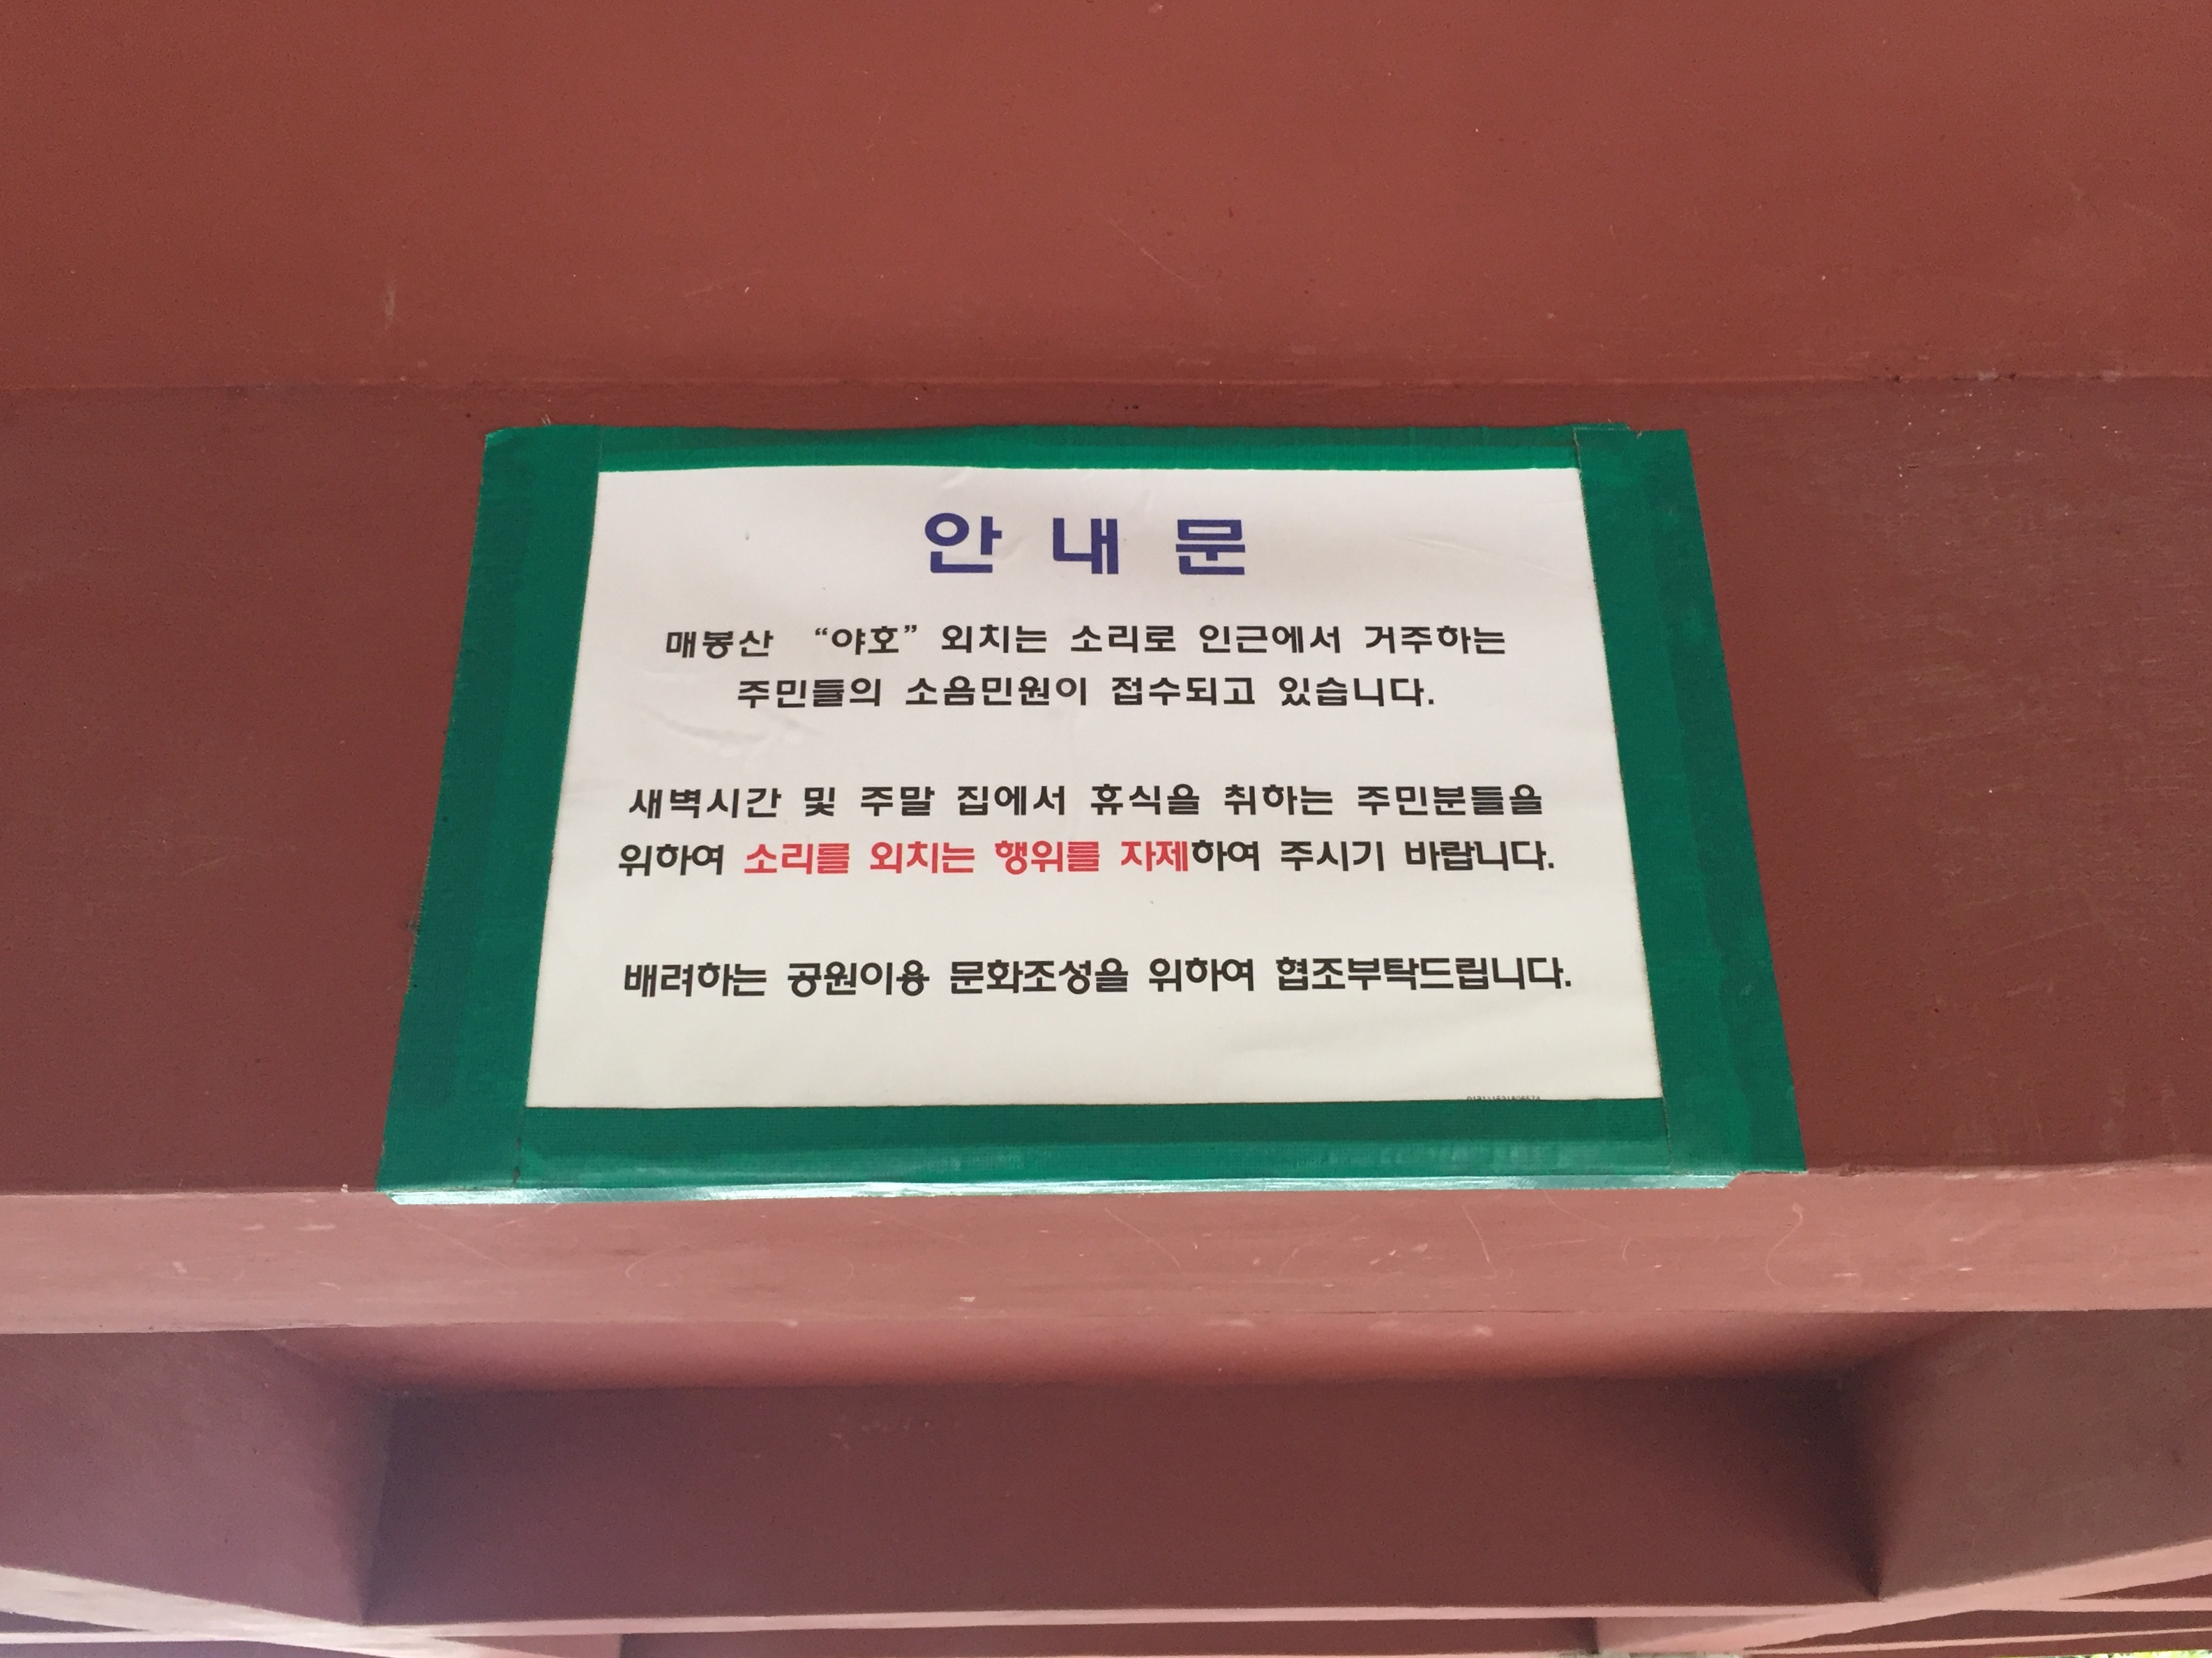 안 내 문
매봉산 “야호” 외치는 소리로 인근에서 거주하는
주민들의 소음민원이 접수되고 있습니다.
새벽시간 및 주말 집에서 휴식을 취하는 주민분들을
위하여 소리를 외치는 행위를 자제하여 주시기 바랍니다.
배려하는 공원이용 문화조성을 위하여 협조부탁드립니다.